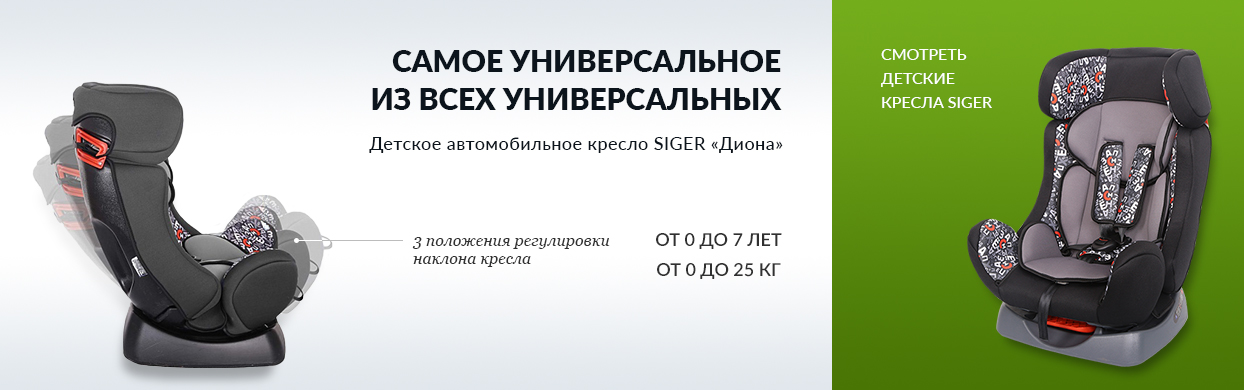 САМОЕ УНИВЕРСАЛЬНОЕ
ИЗ ВСЕХ УНИВЕРСАЛЬНЫХ
Детское автомобильное кресло SIGER «Диона»
3 положения регулировки
наклона кресла
ОТ 0 ДО 7 ЛЕТ
ОТ 0 ДО 25 КГ
СМОТРЕТЬ
ДЕТСКИЕ
КРЕСЛА SIGER